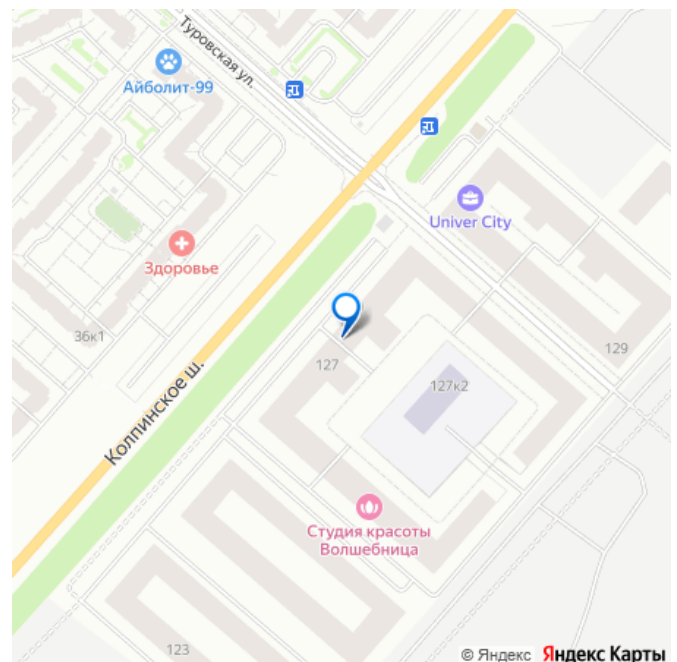 Туровская ул.
Айболит-99
Univer City
Здоровье
36к1
127
129
127к2
Колпинское ш.
Студия красоты
Волшебница
123
© Яндекс Яндекс Карты